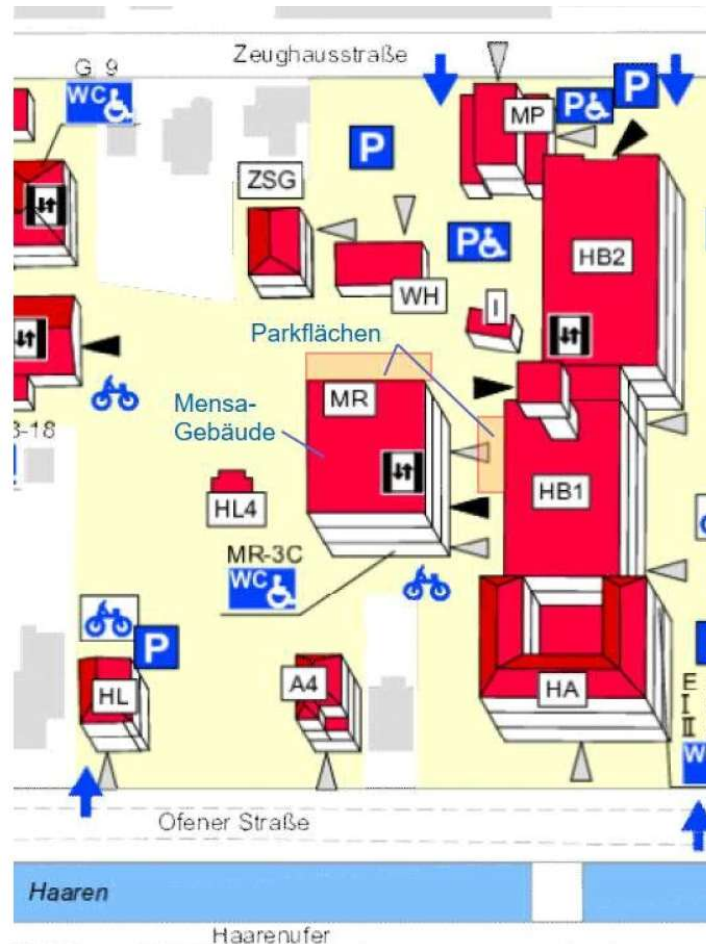 Zeughausstraße
G 9
WC
MP
P
P
P
ZSG
P
HB2
WH
I
Parkflächen
MR
Mensa-
Gebäude
3-18
HB1
HL4
MR-3C
WC
P
HL
A4
HA
E
I
II
W
Ofener Straße
Haaren
Haarenufer